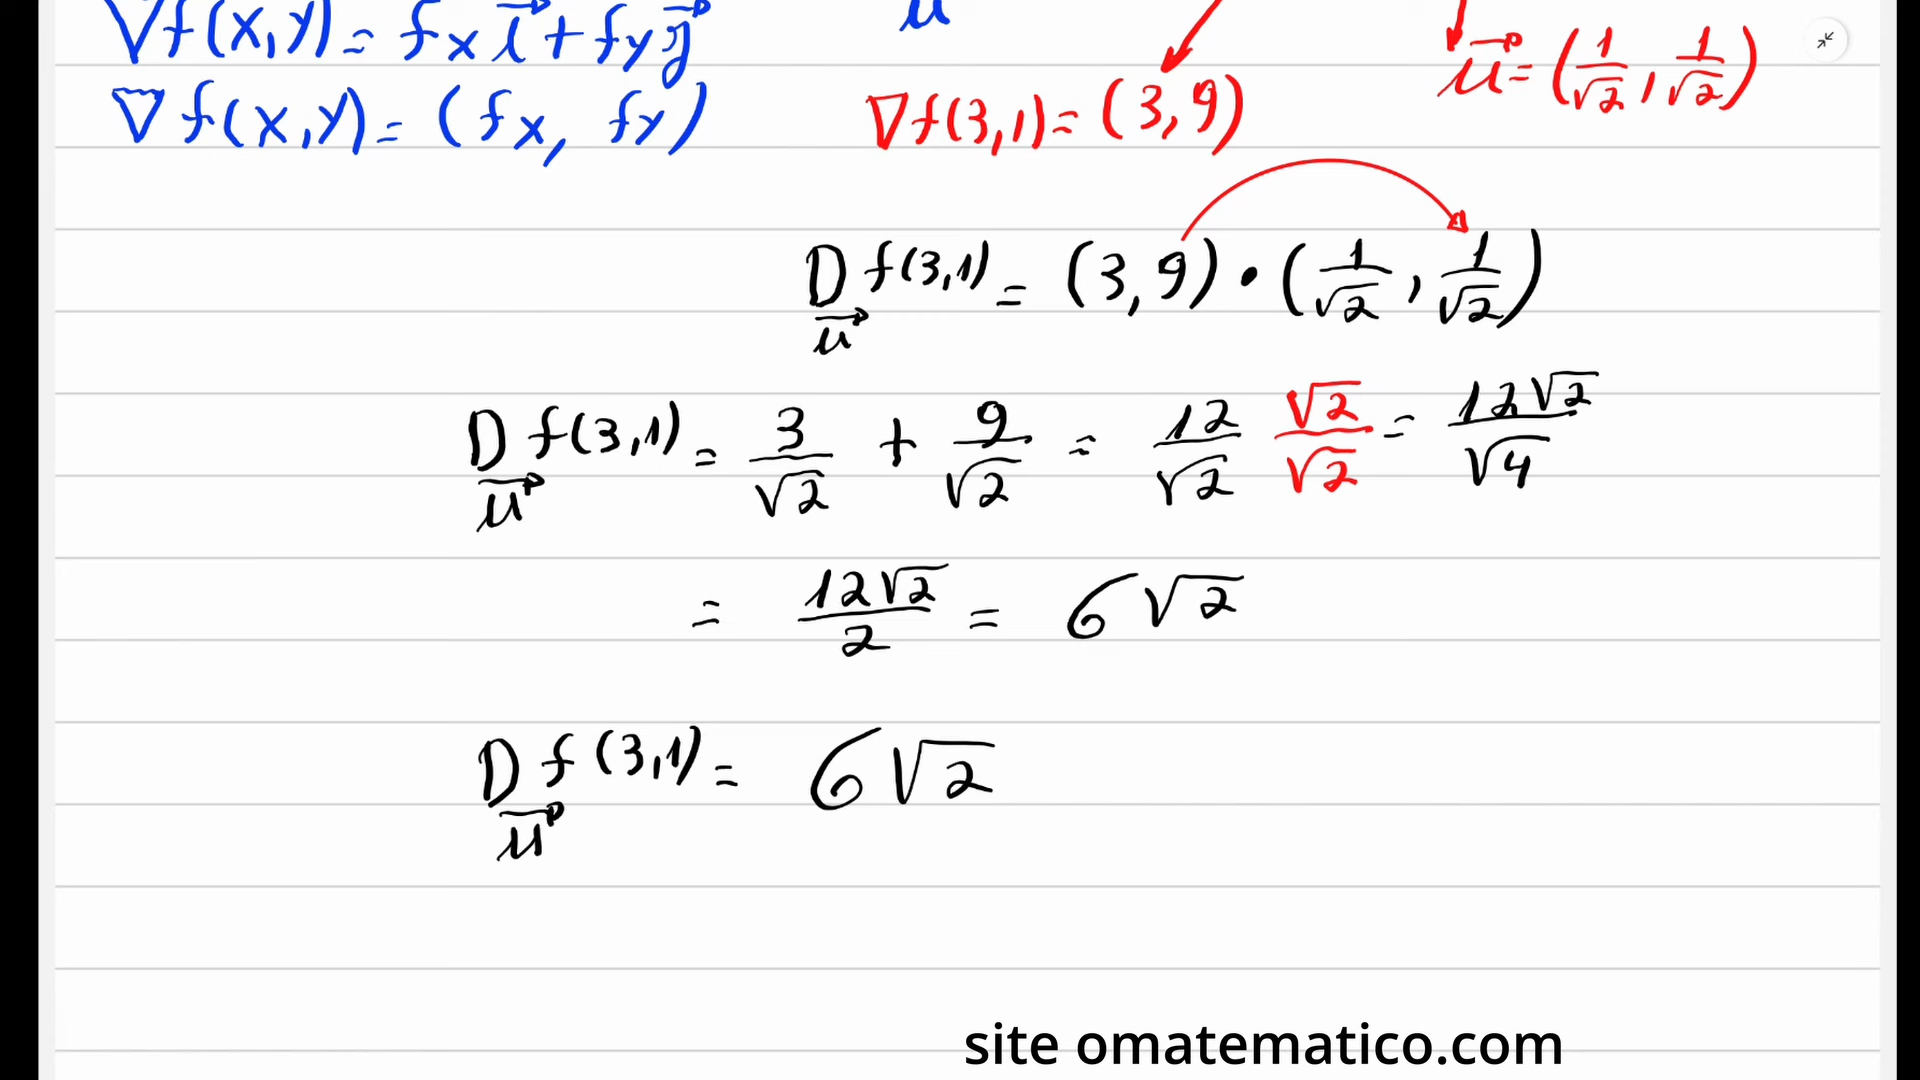 ∇f(x,y) = fx i⃗ + fy j⃗
u⃗ = (1/√2, 1/√2)
∇f(x,y) = (fx, fy)
∇f(3,1) = (3,9)
D_u⃗ f(3,1) = (3,9) • (1/√2, 1/√2)
D_u⃗ f(3,1) = 3/√2 + 9/√2 = 12/√2 √2/√2 = 12√2/√4
= 12√2/2 = 6√2
D_u⃗ f(3,1) = 6√2
site omatematico.com